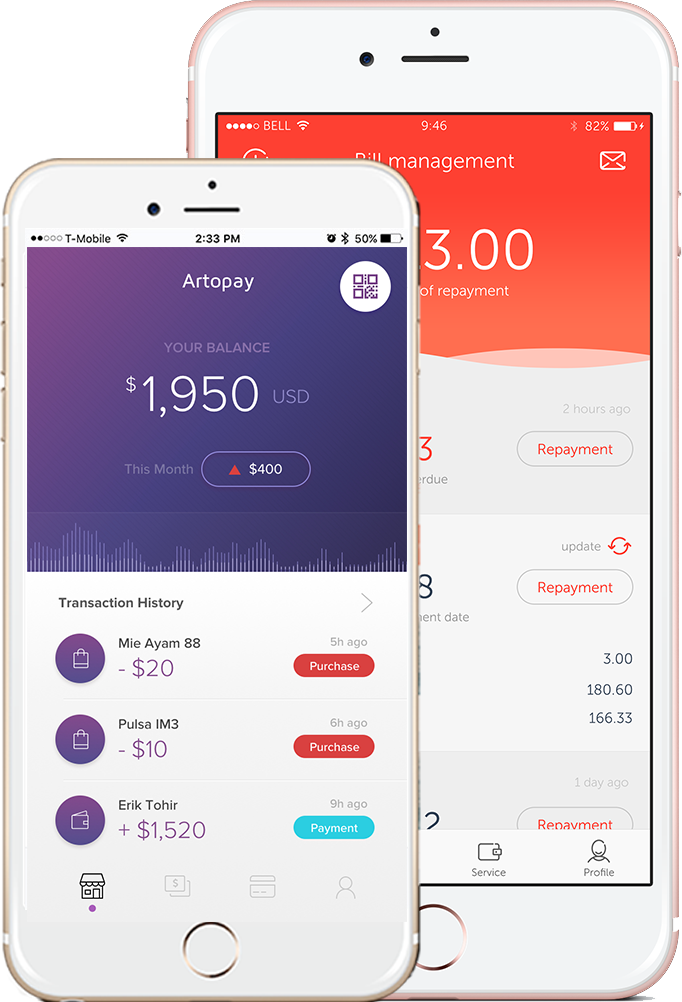 BELL
9:46
82%
Bill management
3.00
of repayment
2 hours ago
3
Repayment
update
8
Repayment
3.00
180.60
166.33
1 day ago
2
Repayment
Service
Profile
T-Mobile
2:33 PM
50%
Artopay
YOUR BALANCE
$1,950 USD
This Month
$400
Transaction History
Mie Ayam 88
5h ago
- $20
Purchase
Pulsa IM3
6h ago
- $10
Purchase
Erik Tohir
9h ago
+ $1,520
Payment
$